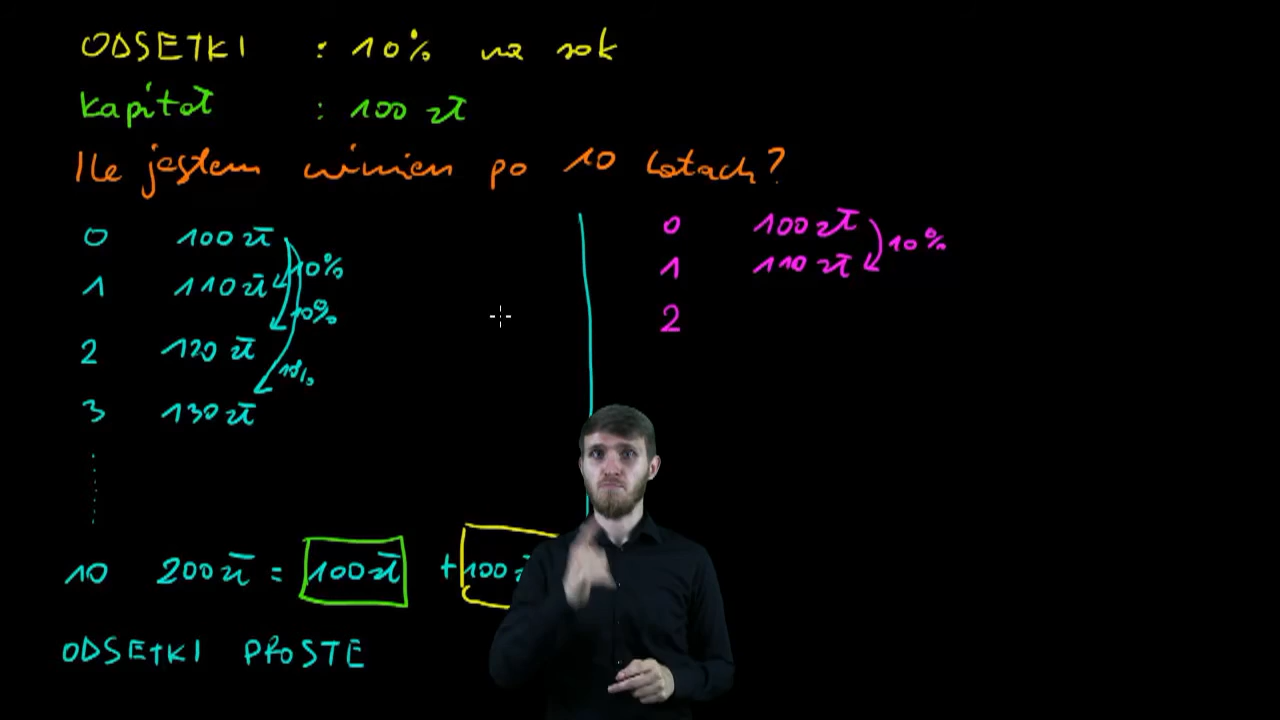 ODSETKI : 10% na rok
kapitał : 100 zł
Ile jestem winien po 10 latach?
0 100 zł
10%
1 110 zł
10%
2 120 zł
10%
3 130 zł
10 200 zł = 100 zł + 100
ODSETKI PROSTE
0 100 zł
10%
1 110 zł
2